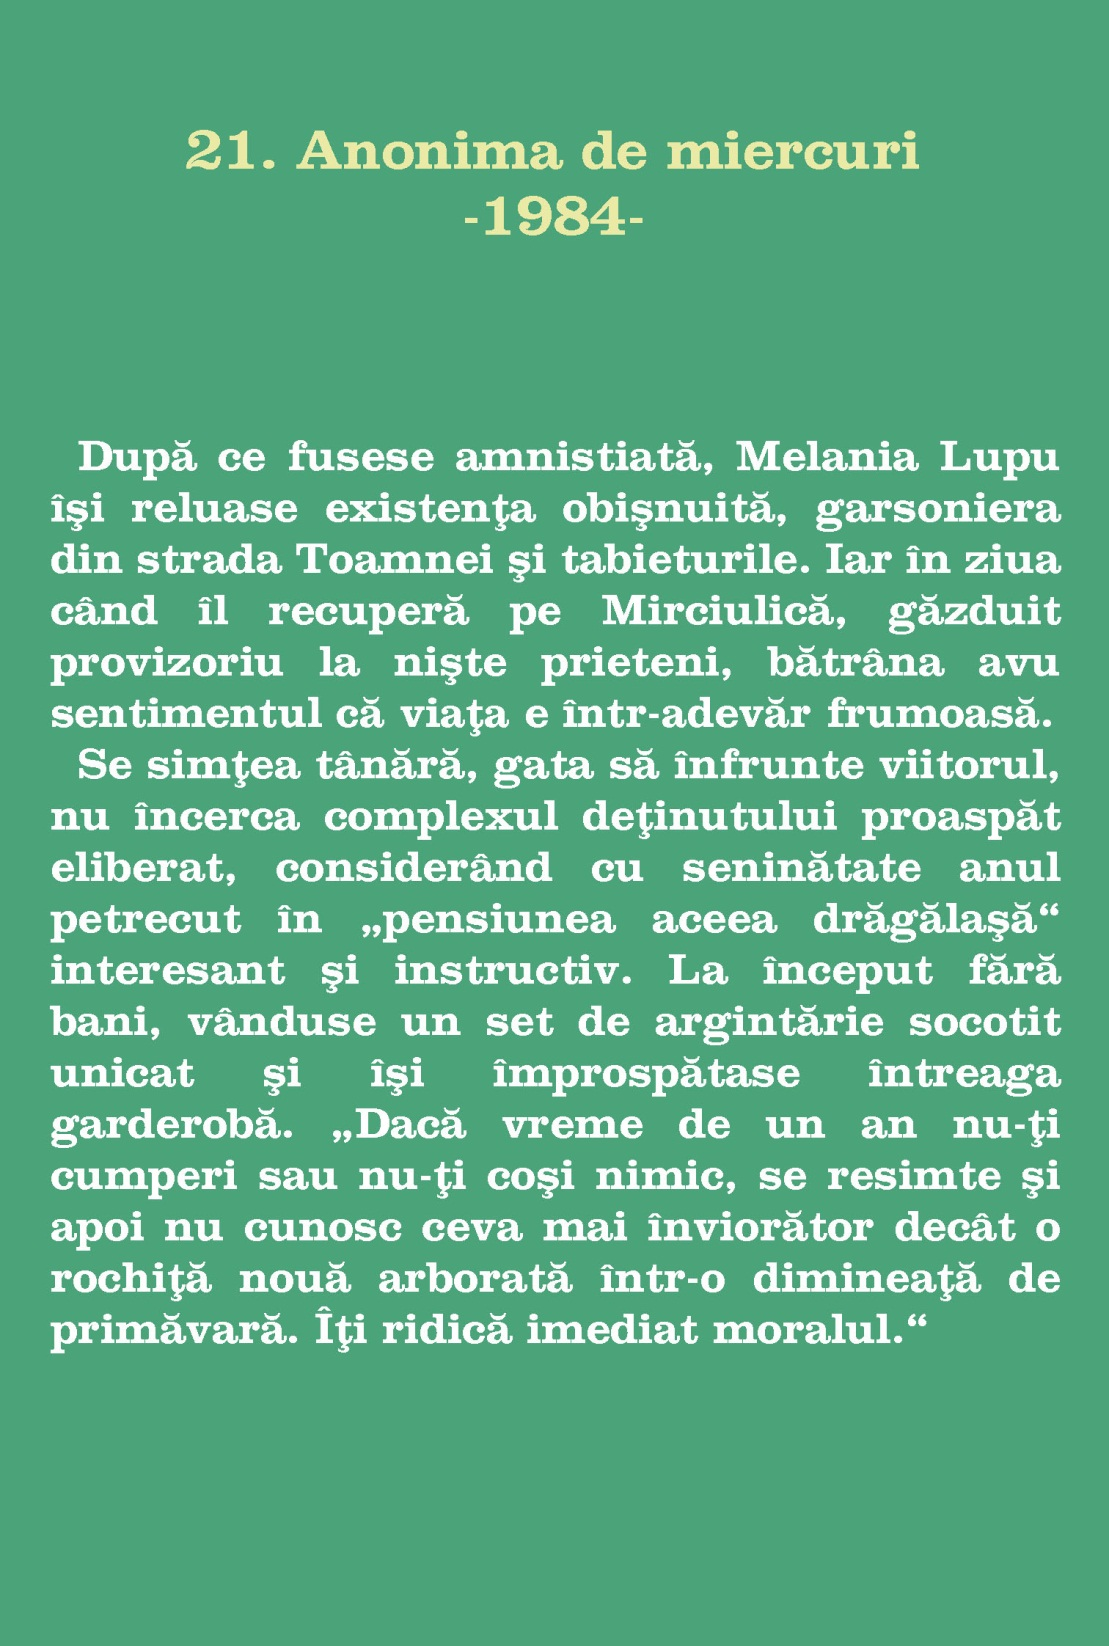 21. Anonima de miercuri
-1984-
După ce fusese amnistiată, Melania Lupu
îşi reluase existenţa obişnuită, garsoniera
din strada Toamnei şi tabieturile. Iar în ziua
când îl recuperă pe Mirciulică, găzduit
provizoriu la nişte prieteni, bătrâna avu
sentimentul că viaţa e într-adevăr frumoasă.
Se simţea tânără, gata să înfrunte viitorul,
nu încerca complexul deţinutului proaspăt
eliberat, considerând cu seninătate anul
petrecut în „pensiunea aceea drăgălaşă“
interesant şi instructiv. La început fără
bani, vânduse un set de argintărie socotit
unicat şi îşi împrospătase întreaga
garderobă. „Dacă vreme de un an nu-ţi
cumperi sau nu-ţi coşi nimic, se resimte şi
apoi nu cunosc ceva mai înviorător decât o
rochiţă nouă arborată într-o dimineaţă de
primăvară. Îţi ridică imediat moralul.“